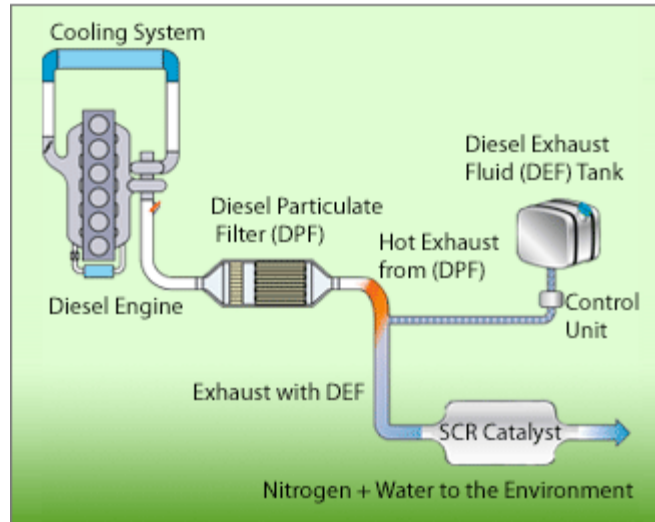 Cooling System
Diesel Exhaust
Fluid (DEF) Tank
Diesel Particulate
Filter (DPF)
Hot Exhaust
from (DPF)
Diesel Engine
Control
Unit
Exhaust with DEF
SCR Catalyst
Nitrogen + Water to the Environment